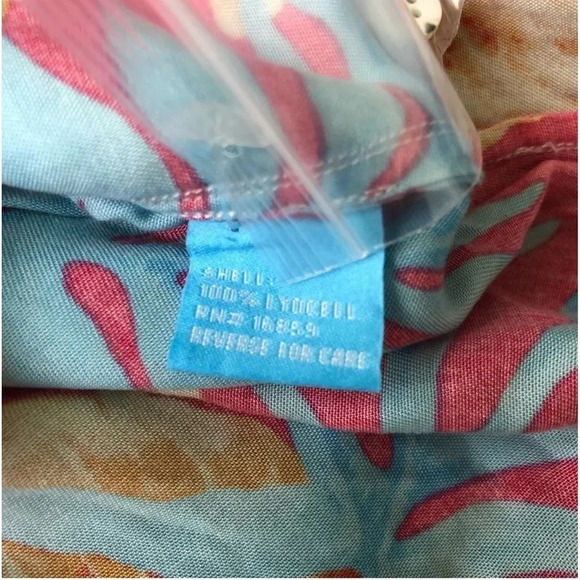 SHELL:
100% LYOCELL
RN# 16859
REVERSE FOR CARE